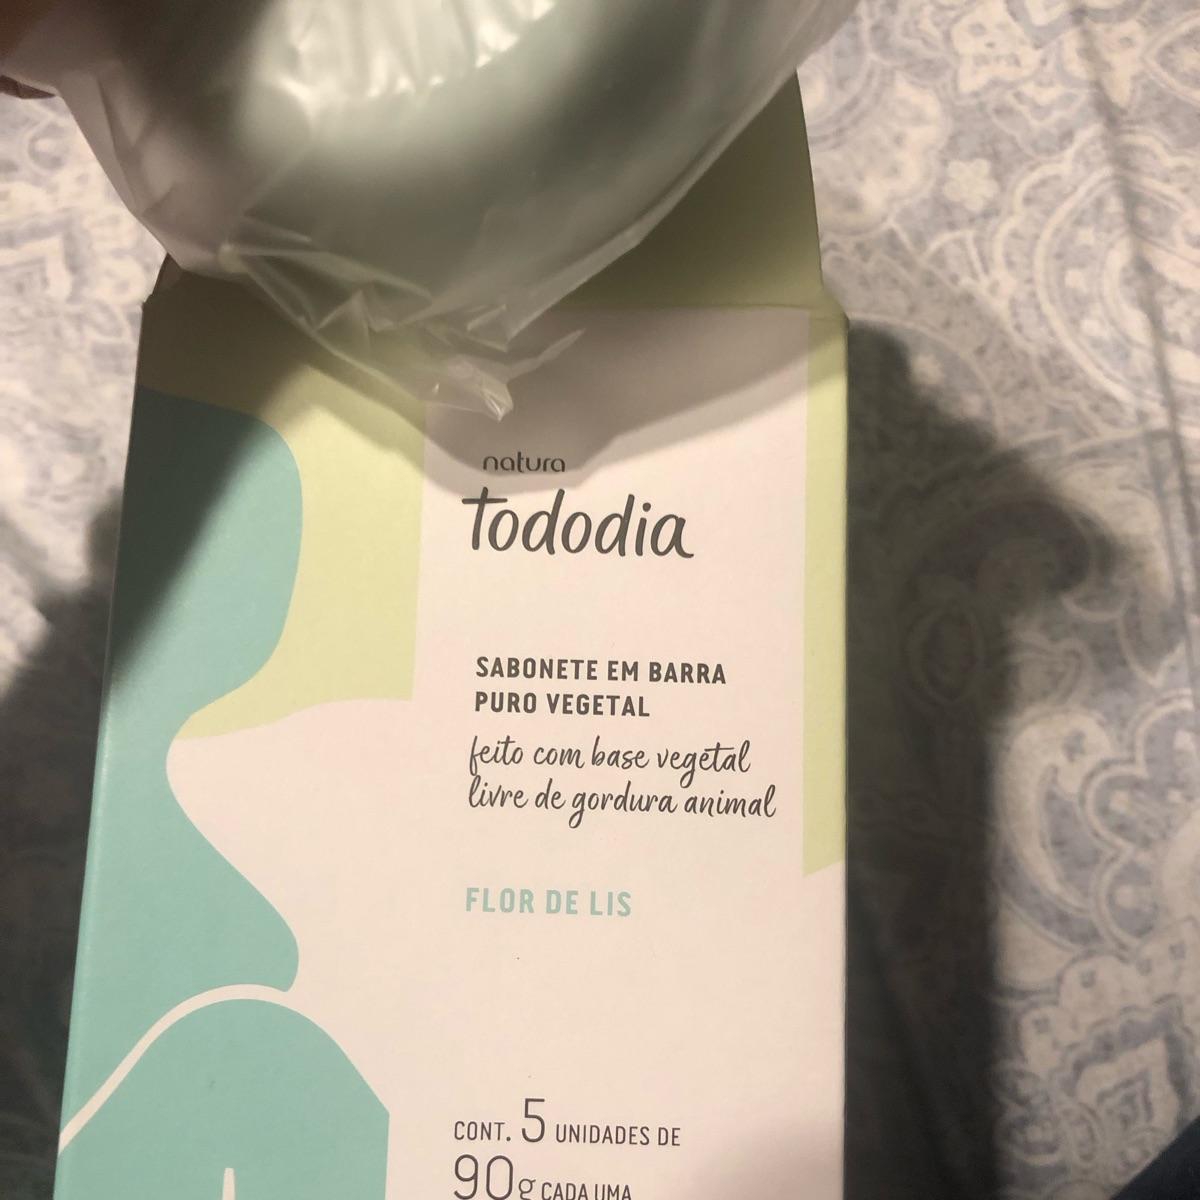 natura
tododia
SABONETE EM BARRA
PURO VEGETAL
feito com base vegetal
livre de gordura animal
FLOR DE LIS
CONT. 5 UNIDADES DE
90g CADA UMA